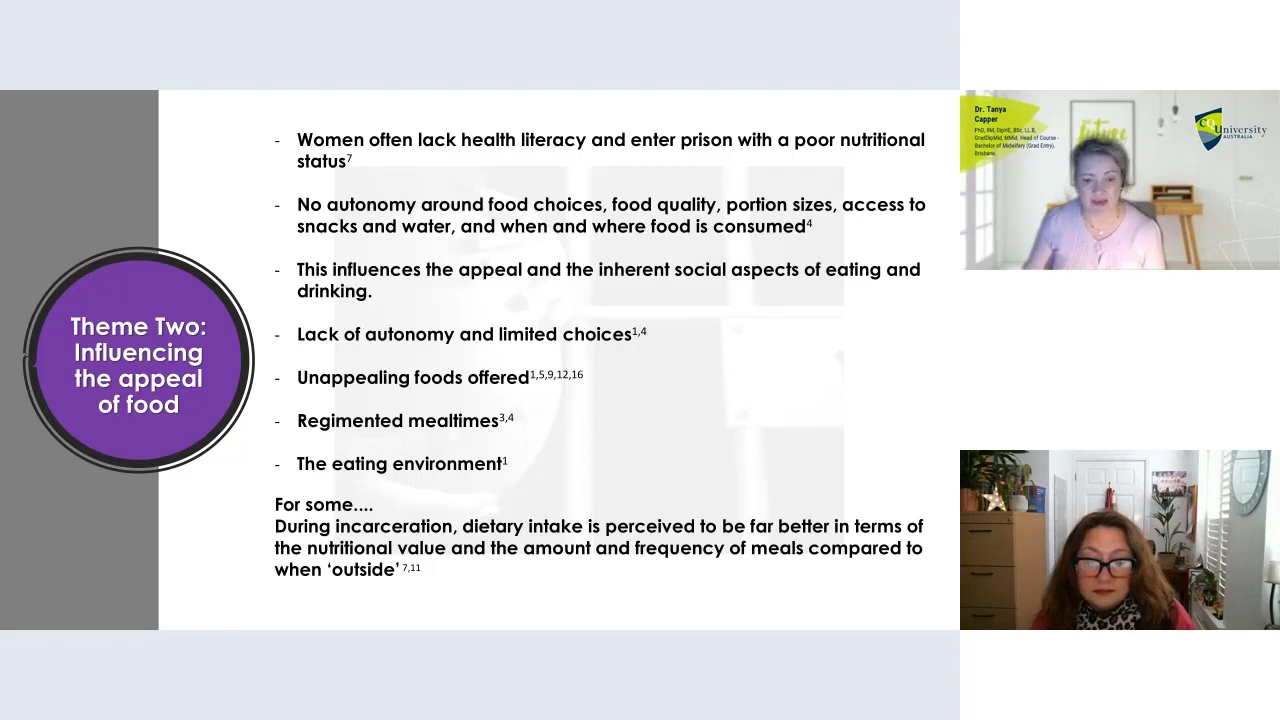 Theme Two:
Influencing
the appeal
of food
- Women often lack health literacy and enter prison with a poor nutritional
status7
- No autonomy around food choices, food quality, portion sizes, access to
snacks and water, and when and where food is consumed4
- This influences the appeal and the inherent social aspects of eating and
drinking.
- Lack of autonomy and limited choices1,4
- Unappealing foods offered1,5,9,12,16
- Regimented mealtimes3,4
- The eating environment1
For some....
During incarceration, dietary intake is perceived to be far better in terms of
the nutritional value and the amount and frequency of meals compared to
when ‘outside’ 7,11
Dr. Tanya
Capper
PhD, RM, DipHE, BSc, LL.B,
GradDipMid, MMid. Head of Course -
Bachelor of Midwifery (Grad Entry).
Brisbane.
future
CQUniversity
AUSTRALIA